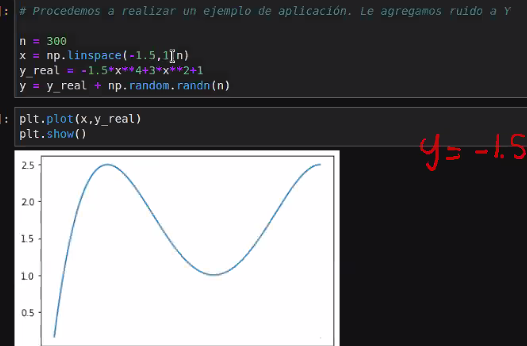 ]: # Procedemos a realizar un ejemplo de aplicación. Le agregamos ruido a Y
n = 300
x = np.linspace(-1.5,1,n)
y_real = -1.5*x**4+3*x**2+1
y = y_real + np.random.randn(n)
]: plt.plot(x,y_real)
plt.show()
y = -1.5
2.5
2.0
1.5
1.0
0.5